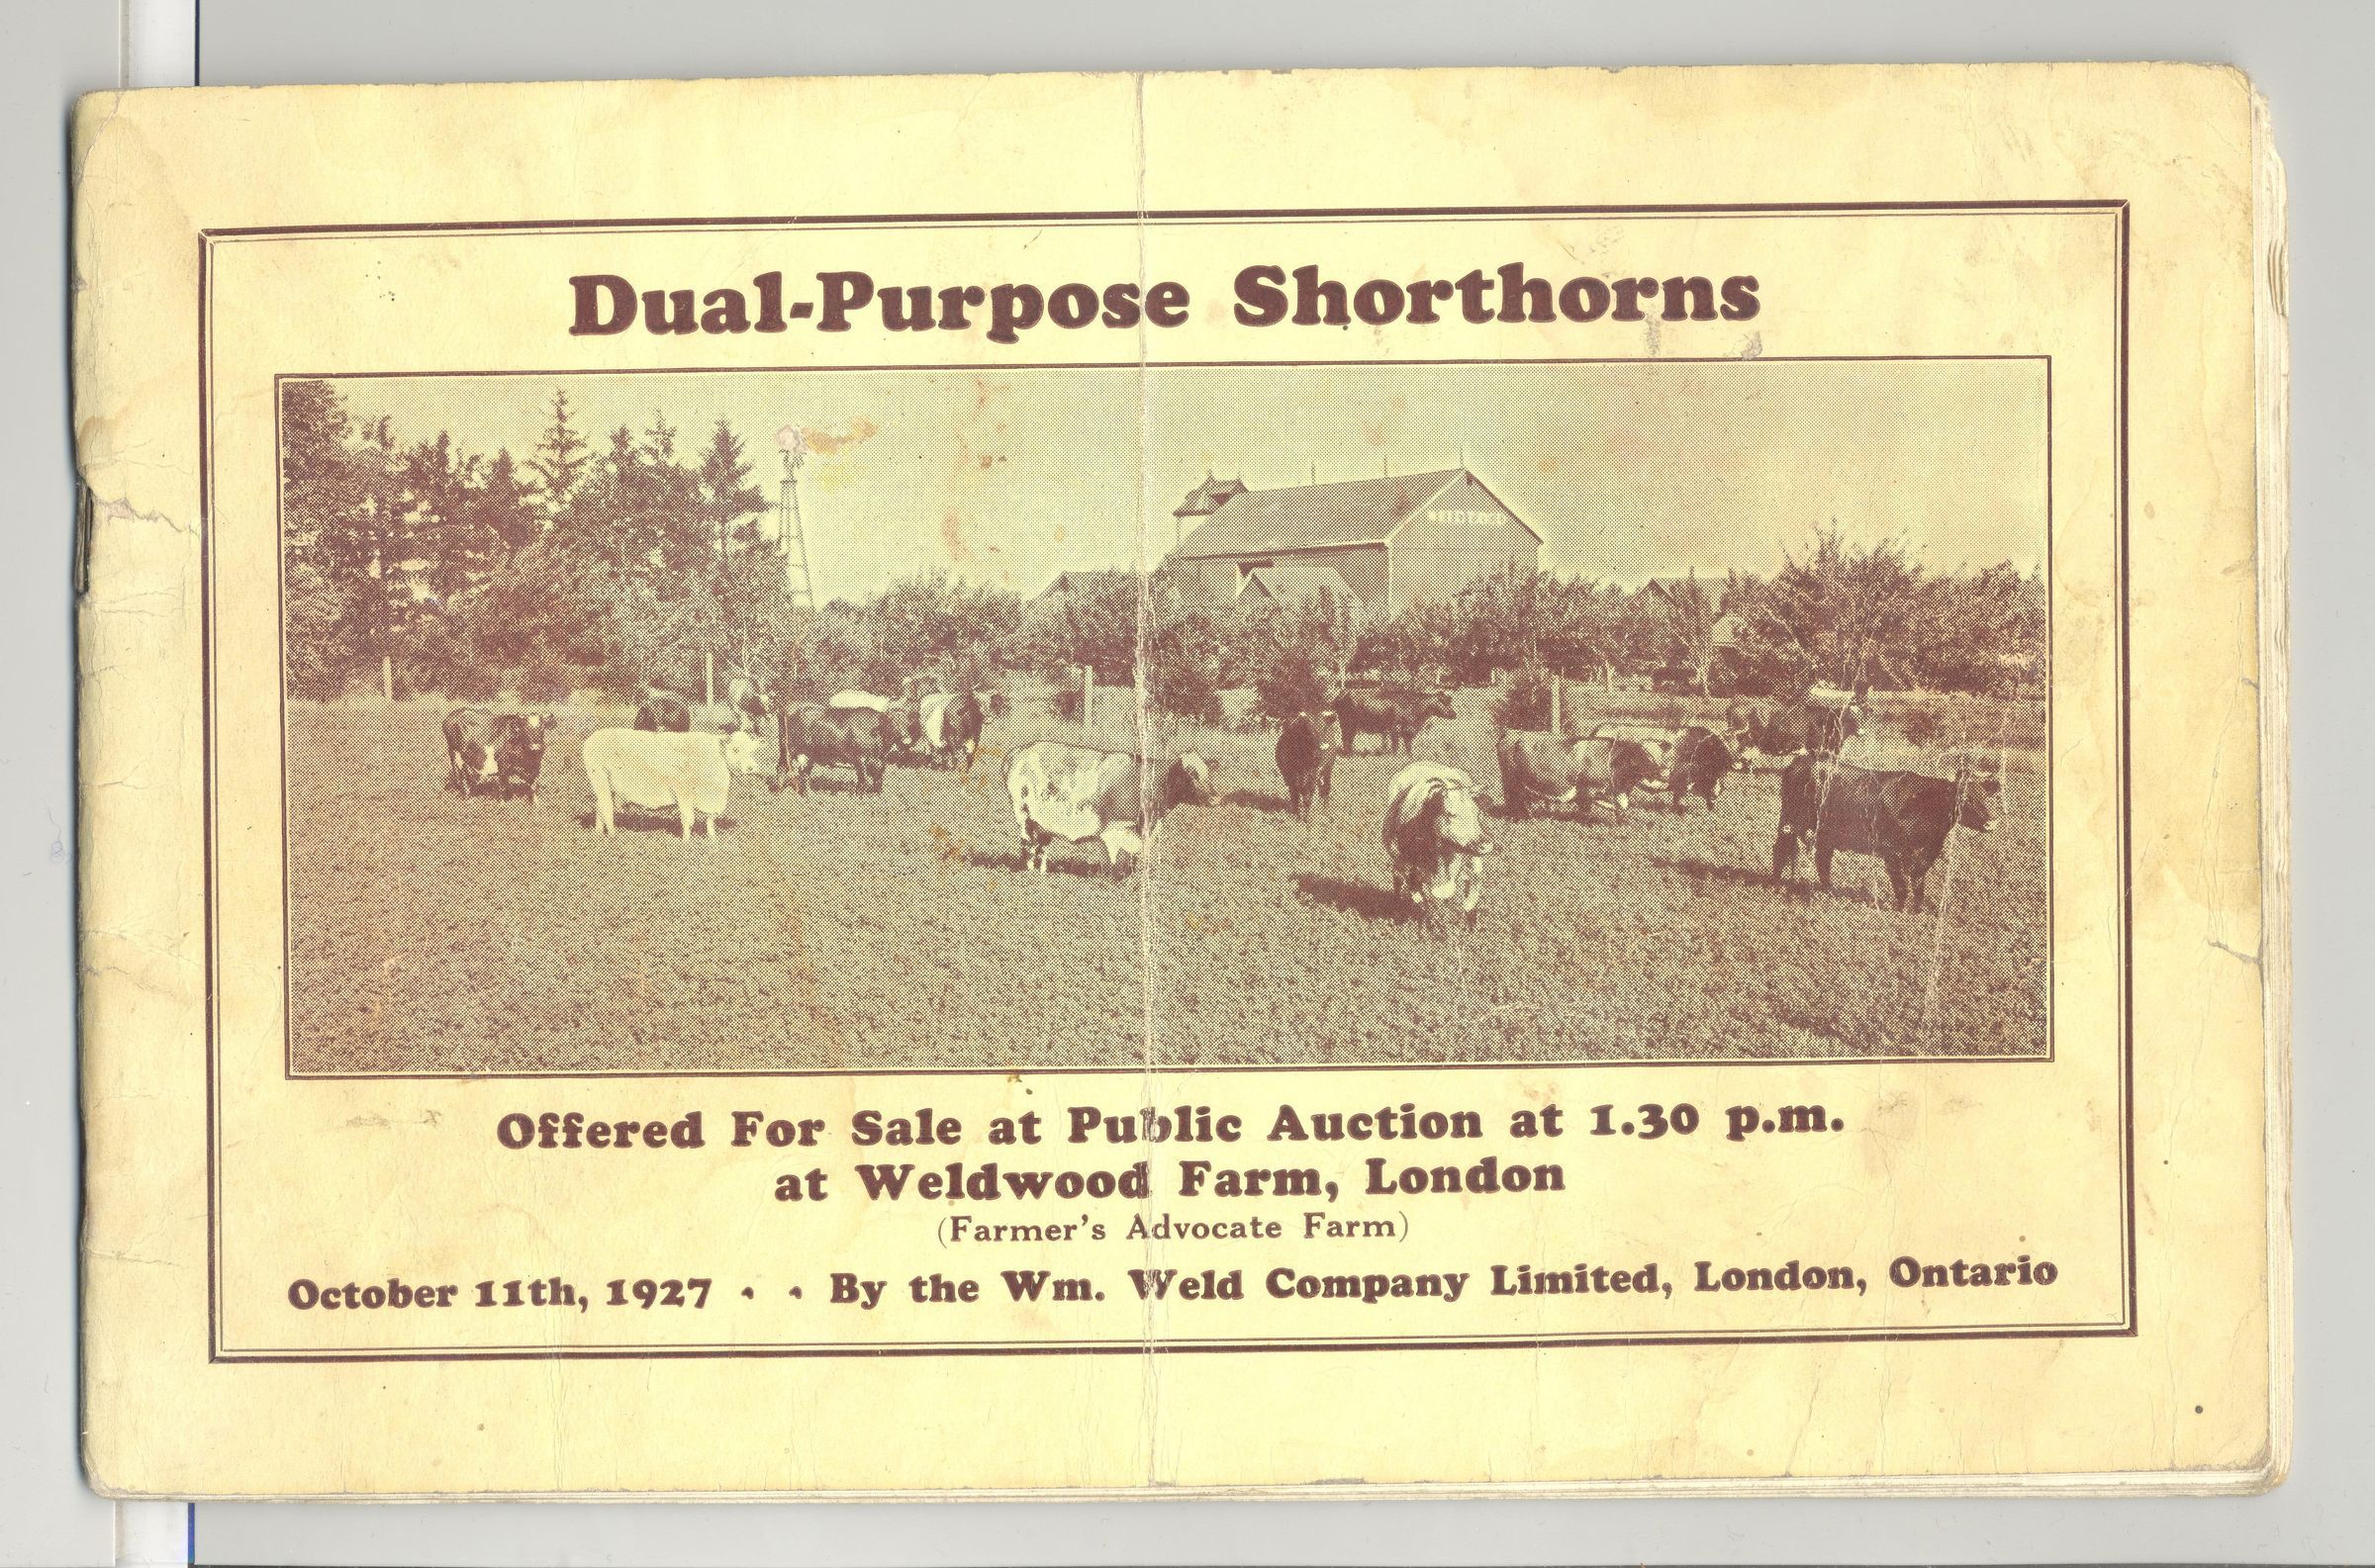 Dual-Purpose Shorthorns
WELDWOOD
Offered For Sale at Public Auction at 1.30 p.m.
at Weldwood Farm, London
(Farmer's Advocate Farm)
October 11th, 1927 . . By the Wm. Weld Company Limited, London, Ontario